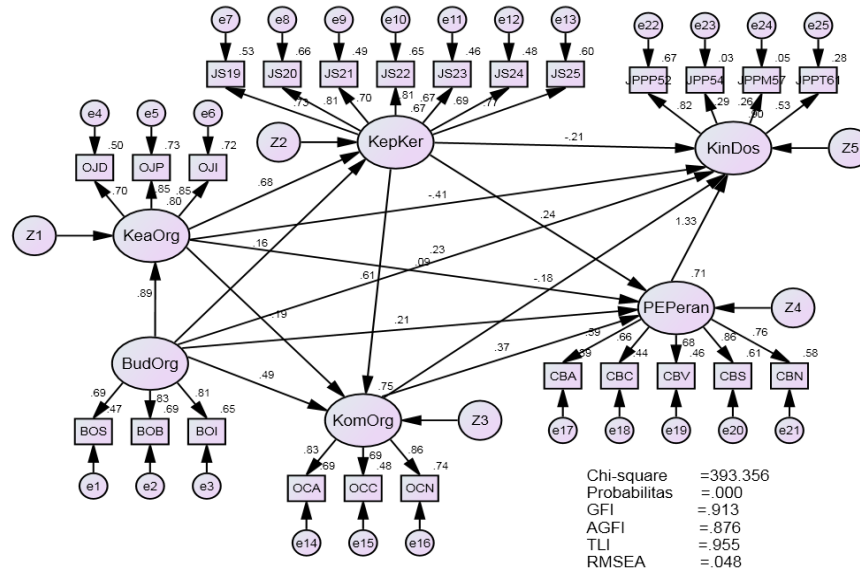 e7 e8 e9 e10 e11 e12 e13
.53 .66 .49 .65 .46 .48 .60
JS19 JS20 JS21 JS22 JS23 JS24 JS25
.73 .81 .70 .81 .67 .69 .77
.67
e22 e23 e24 e25
.67 .03 .05 .28
JPPP52 JPP54 JPPM57 JPPT61
.82 .29 .26 .53
.90
e4 e5 e6
.50 .73 .72
OJD OJP OJI
.70 .85 .85
.80
Z2
KepKer
-.21
KinDos
Z5
.68
-.41
Z1
KeaOrg
.16
.24
1.33
.23
.09
.61
-.18
.71
.89
.19
.21
PEPeran
Z4
.39
.37
BudOrg
.49
.66 .68 .86 .76
.39 .44 .46 .61 .58
CBA CBC CBV CBS CBN
e17 e18 e19 e20 e21
.69 .83 .81
.47 .69 .65
BOS BOB BOI
e1 e2 e3
.75
KomOrg
Z3
.83 .69 .86
.69 .48 .74
OCA OCC OCN
e14 e15 e16
Chi-square =393.356
Probabilitas =.000
GFI =.913
AGFI =.876
TLI =.955
RMSEA =.048